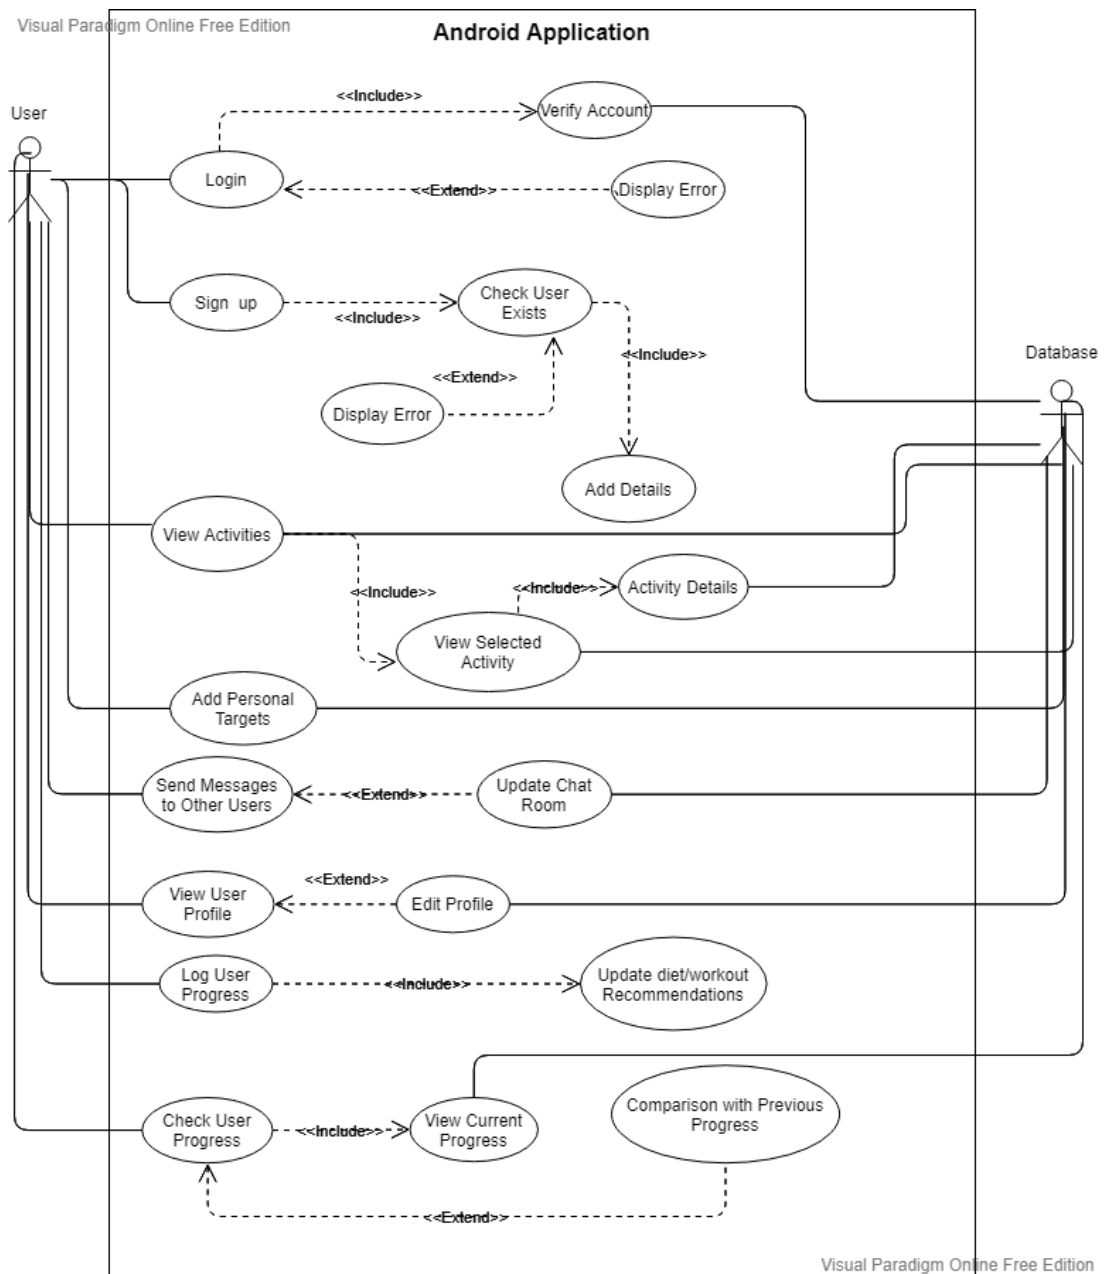 Visual Paradigm Online Free Edition
Android Application
User
<<Include>>
Verify Account
Login
<<Extend>>
Display Error
Sign up
<<Include>>
Check User
Exists
<<Include>>
<<Extend>>
Display Error
Database
Add Details
View Activities
<<Include>>
<<Include>>
Activity Details
View Selected
Activity
Add Personal
Targets
Send Messages
to Other Users
<<Extend>>
Update Chat
Room
View User
Profile
<<Extend>>
Edit Profile
Log User
Progress
<<Include>>
Update diet/workout
Recommendations
Check User
Progress
<<Include>>
View Current
Progress
Comparison with Previous
Progress
<<Extend>>
Visual Paradigm Online Free Edition